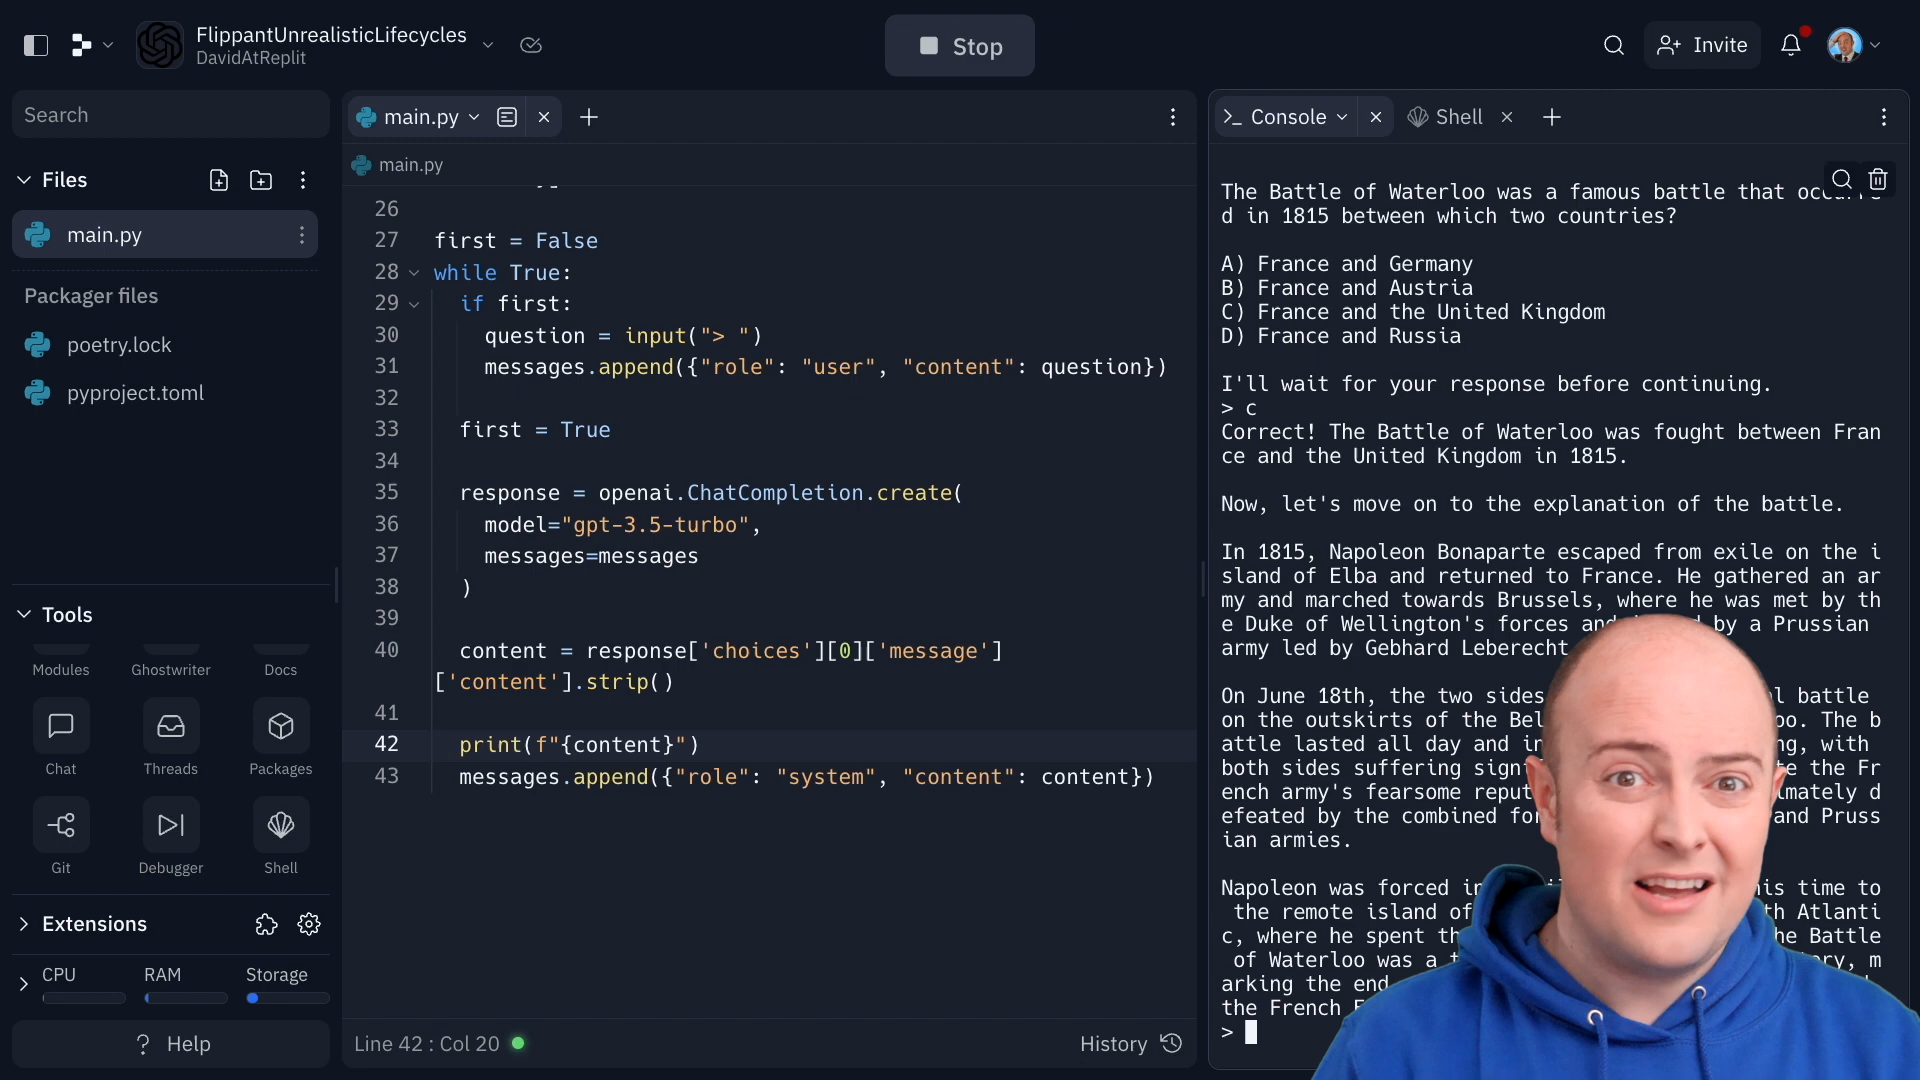 FlippantUnrealisticLifecycles
DavidAtReplit
Stop
Invite
Search
Files
main.py
Packager files
poetry.lock
pyproject.toml
Tools
Modules
Ghostwriter
Docs
Chat
Threads
Packages
Git
Debugger
Shell
Extensions
CPU
RAM
Storage
? Help
main.py
main.py
26
27 first = False
28 while True:
29 if first:
30 question = input("> ")
31 messages.append({"role": "user", "content": question})
32
33 first = True
34
35 response = openai.ChatCompletion.create(
36 model="gpt-3.5-turbo",
37 messages=messages
38 )
39
40 content = response['choices'][0]['message']
['content'].strip()
41
42 print(f"{content}")
43 messages.append({"role": "system", "content": content})
Line 42 : Col 20
History
>_ Console
Shell
The Battle of Waterloo was a famous battle that
d in 1815 between which two countries?
A) France and Germany
B) France and Austria
C) France and the United Kingdom
D) France and Russia
I'll wait for your response before continuing.
> c
Correct! The Battle of Waterloo was fought between Fran
ce and the United Kingdom in 1815.
Now, let's move on to the explanation of the battle.
In 1815, Napoleon Bonaparte escaped from exile on the i
sland of Elba and returned to France. He gathered an ar
my and marched towards Brussels, where he was met by th
e Duke of Wellington's forces and by a Prussian
army led by Gebhard Leberecht
On June 18th, the two sides battle
on the outskirts of the The b
attle lasted all day and with
both sides suffering the Fr
ench army's fearsome d
efeated by the combined and Pruss
ian armies.
Napoleon was forced time to
the remote island of Atlanti
c, where he spent Battle
of Waterloo was a m
arking the end
the French
>